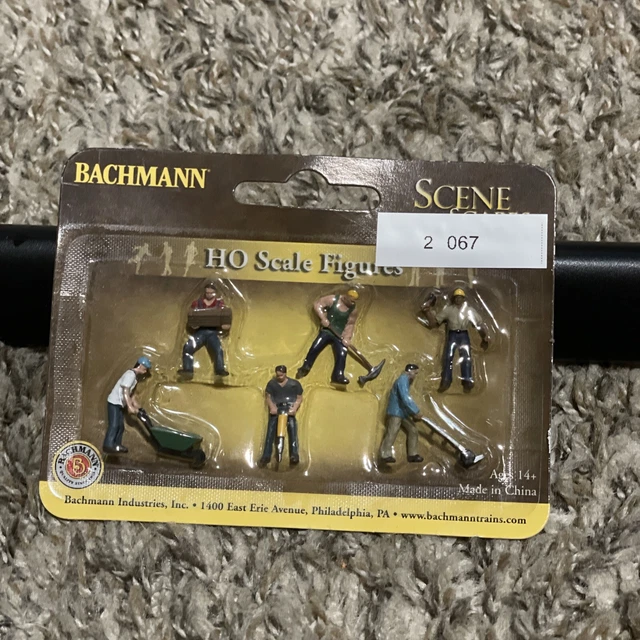 BACHMANN
SCENE
2 067
HO Scale Figures
BACHMANN
Age 14+
Made in China
Bachmann Industries, Inc. • 1400 East Erie Avenue, Philadelphia, PA • www.bachmanntrains.com